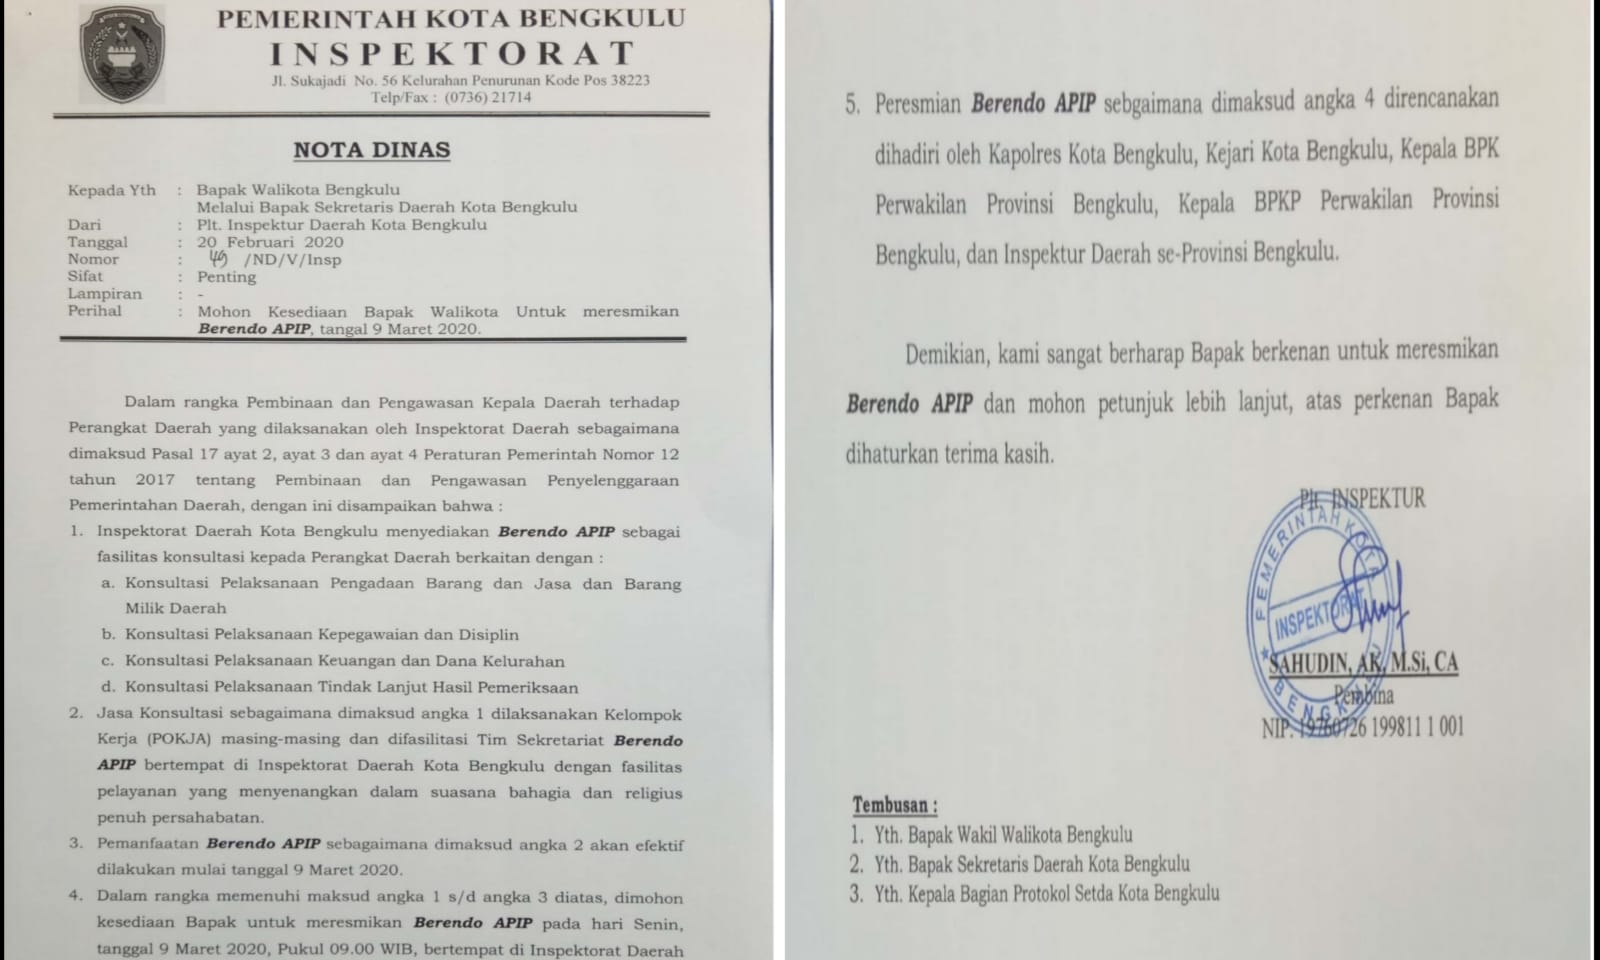 PEMERINTAH KOTA BENGKULU
INSPEKTORAT
Jl. Sukajadi No. 56 Kelurahan Penurunan Kode Pos 38223
Telp/Fax : (0736) 21714
NOTA DINAS
Kepada Yth : Bapak Walikota Bengkulu
Melalui Bapak Sekretaris Daerah Kota Bengkulu
Dari : Plt. Inspektur Daerah Kota Bengkulu
Tanggal : 20 Februari 2020
Nomor : 49 /ND/V/Insp
Sifat : Penting
Lampiran : -
Perihal : Mohon Kesediaan Bapak Walikota Untuk meresmikan
Berendo APIP, tangal 9 Maret 2020.
Dalam rangka Pembinaan dan Pengawasan Kepala Daerah terhadap
Perangkat Daerah yang dilaksanakan oleh Inspektorat Daerah sebagaimana
dimaksud Pasal 17 ayat 2, ayat 3 dan ayat 4 Peraturan Pemerintah Nomor 12
tahun 2017 tentang Pembinaan dan Pengawasan Penyelenggaraan
Pemerintahan Daerah, dengan ini disampaikan bahwa :
1. Inspektorat Daerah Kota Bengkulu menyediakan Berendo APIP sebagai
fasilitas konsultasi kepada Perangkat Daerah berkaitan dengan :
a. Konsultasi Pelaksanaan Pengadaan Barang dan Jasa dan Barang
Milik Daerah
b. Konsultasi Pelaksanaan Kepegawaian dan Disiplin
c. Konsultasi Pelaksanaan Keuangan dan Dana Kelurahan
d. Konsultasi Pelaksanaan Tindak Lanjut Hasil Pemeriksaan
2. Jasa Konsultasi sebagaimana dimaksud angka 1 dilaksanakan Kelompok
Kerja (POKJA) masing-masing dan difasilitasi Tim Sekretariat Berendo
APIP bertempat di Inspektorat Daerah Kota Bengkulu dengan fasilitas
pelayanan yang menyenangkan dalam suasana bahagia dan religius
penuh persahabatan.
3. Pemanfaatan Berendo APIP sebagaimana dimaksud angka 2 akan efektif
dilakukan mulai tanggal 9 Maret 2020.
4. Dalam rangka memenuhi maksud angka 1 s/d angka 3 diatas, dimohon
kesediaan Bapak untuk meresmikan Berendo APIP pada hari Senin,
tanggal 9 Maret 2020, Pukul 09.00 WIB, bertempat di Inspektorat Daerah
5. Peresmian Berendo APIP sebgaimana dimaksud angka 4 direncanakan
dihadiri oleh Kapolres Kota Bengkulu, Kejari Kota Bengkulu, Kepala BPK
Perwakilan Provinsi Bengkulu, Kepala BPKP Perwakilan Provinsi
Bengkulu, dan Inspektur Daerah se-Provinsi Bengkulu.
Demikian, kami sangat berharap Bapak berkenan untuk meresmikan
Berendo APIP dan mohon petunjuk lebih lanjut, atas perkenan Bapak
dihaturkan terima kasih.
Plt. INSPEKTUR
PEMERINTAH KOTA
INSPEKTORAT
BENGKULU
SAHUDIN, AK, M.Si, CA
Pembina
NIP. 19760726 199811 1 001
Tembusan :
1. Yth. Bapak Wakil Walikota Bengkulu
2. Yth. Bapak Sekretaris Daerah Kota Bengkulu
3. Yth. Kepala Bagian Protokol Setda Kota Bengkulu